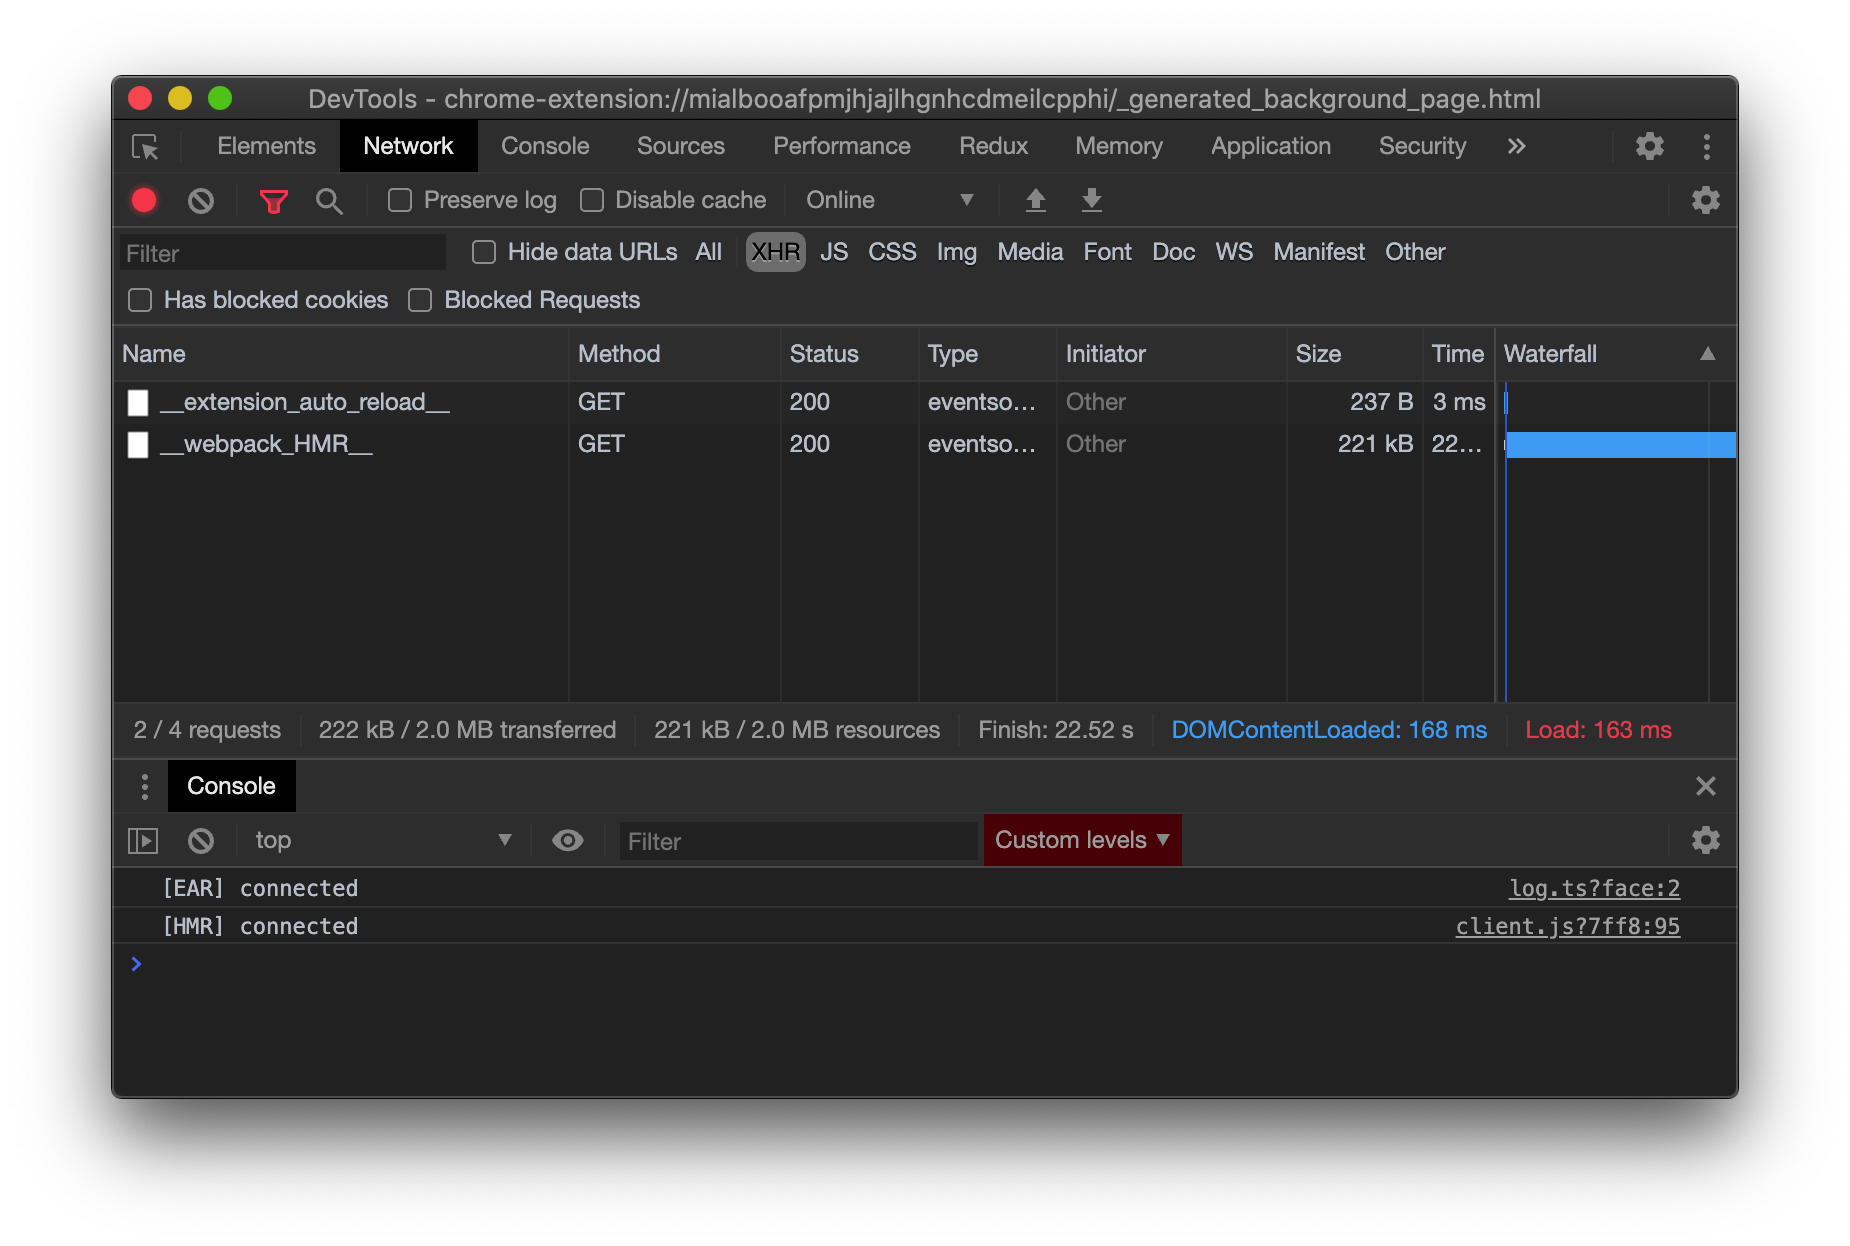 DevTools - chrome-extension://mialbooafpmjhjajlhgnhcdmeilcpphi/_generated_background_page.html
Elements Network Console Sources Performance Redux Memory Application Security »
Preserve log Disable cache Online ▼
Filter Hide data URLs All XHR JS CSS Img Media Font Doc WS Manifest Other
Has blocked cookies Blocked Requests
Name Method Status Type Initiator Size Time Waterfall ▲
__extension_auto_reload__ GET 200 eventso… Other 237 B 3 ms
__webpack_HMR__ GET 200 eventso… Other 221 kB 22…
2 / 4 requests 222 kB / 2.0 MB transferred 221 kB / 2.0 MB resources Finish: 22.52 s DOMContentLoaded: 168 ms Load: 163 ms
Console
top ▼ Filter Custom levels ▼
[EAR] connected log.ts?face:2
[HMR] connected client.js?7ff8:95